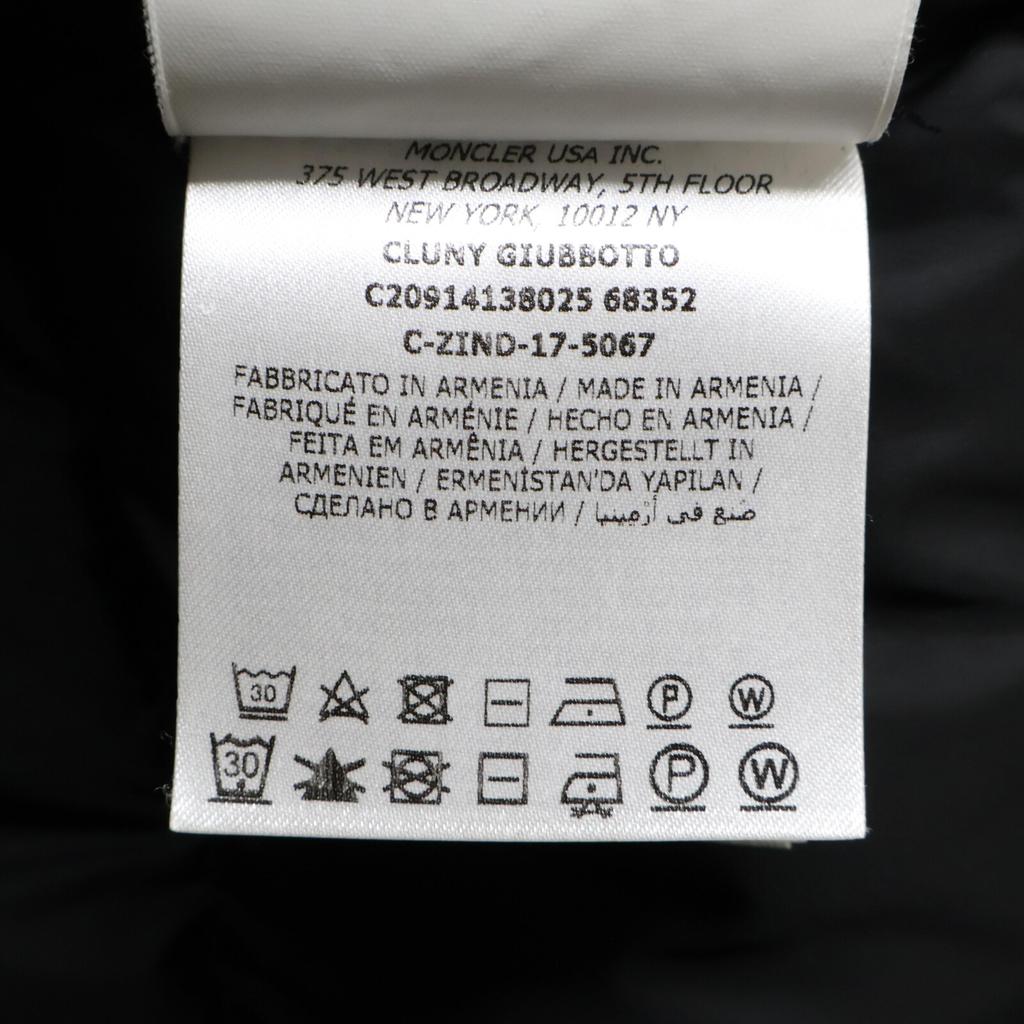 MONCLER USA INC.
375 WEST BROADWAY, 5TH FLOOR
NEW YORK, 10012 NY
CLUNY GIUBBOTTO
C20914138025 68352
C-ZIND-17-5067
FABBRICATO IN ARMENIA / MADE IN ARMENIA /
FABRIQUÉ EN ARMÉNIE / HECHO EN ARMENIA /
FEITA EM ARMÊNIA / HERGESTELLT IN
ARMENIEN / ERMENİSTAN'DA YAPILAN /
СДЕЛАНО В АРМЕНИИ / صنع في أرمينيا
30 P W
30 P W